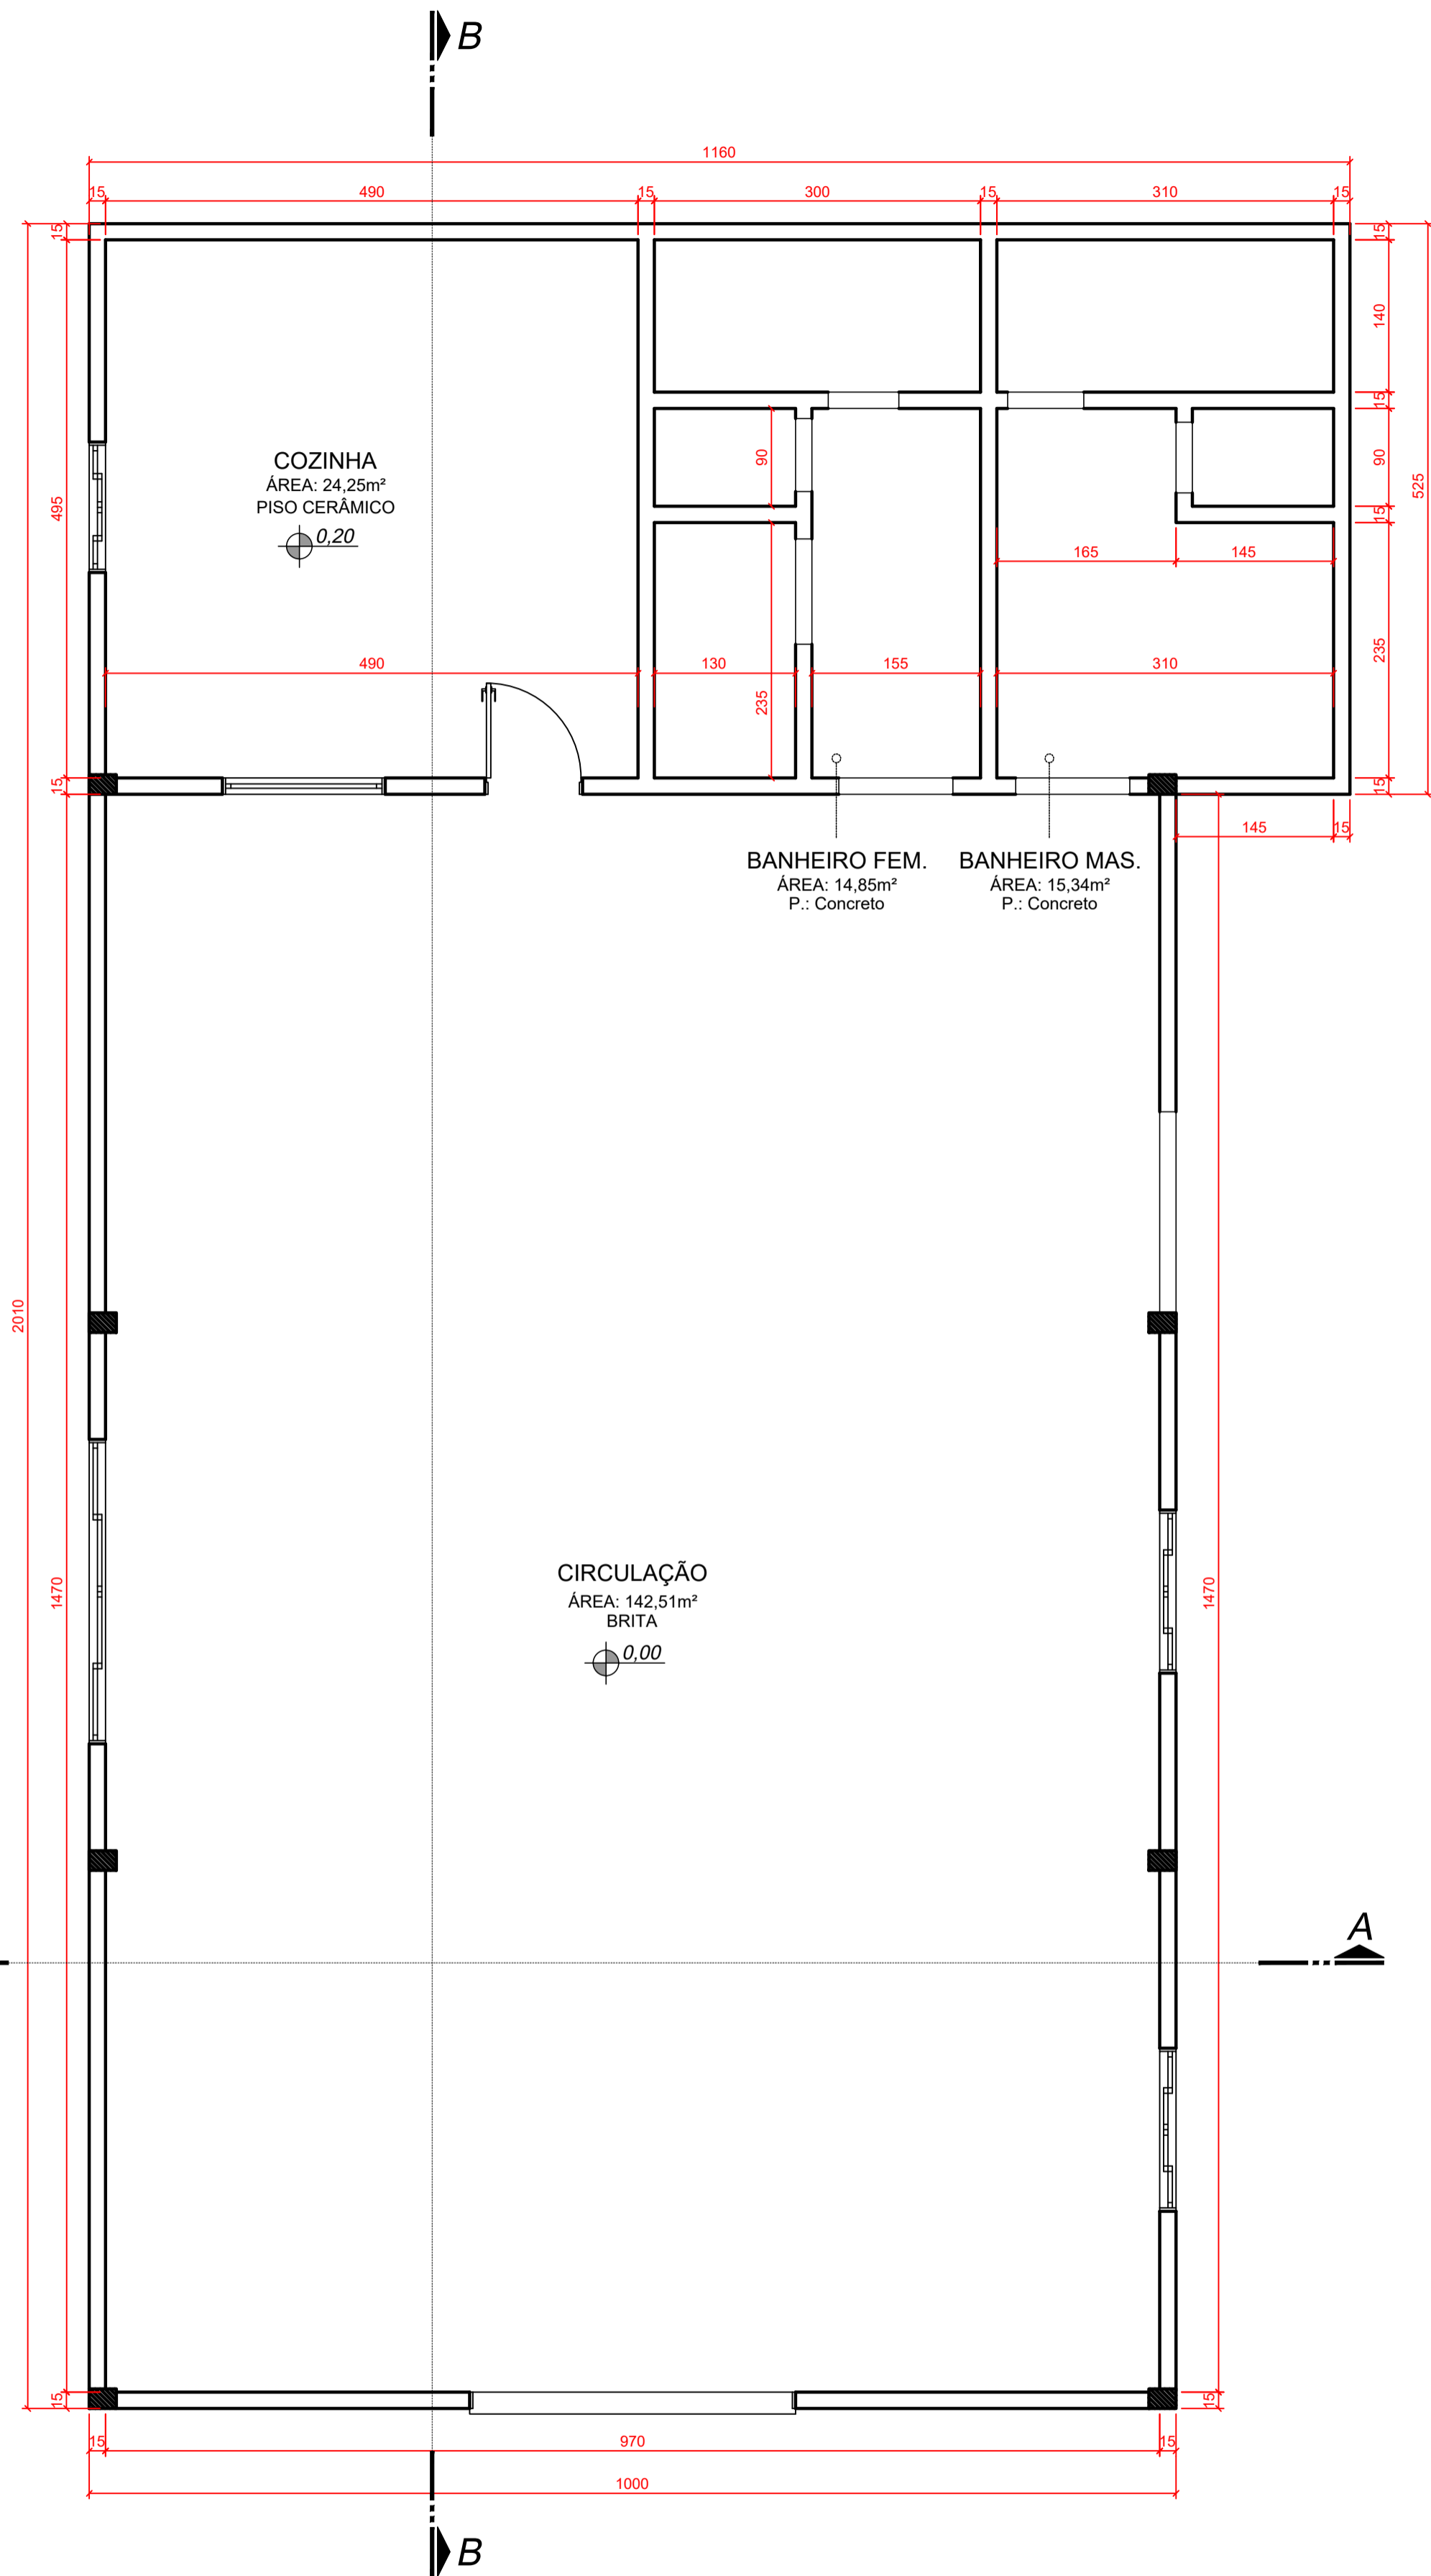 B
1160
15 490 15 300 15 310 15
15
15
140
15
90
15
235
15
525
495
15
COZINHA
ÁREA: 24,25m²
PISO CERÂMICO
0,20
90
165 145
490 130 155 310
235
145 15
BANHEIRO FEM.
ÁREA: 14,85m²
P.: Concreto
BANHEIRO MAS.
ÁREA: 15,34m²
P.: Concreto
2010
1470
CIRCULAÇÃO
ÁREA: 142,51m²
BRITA
0,00
1470
A
15
15
15 970 15
1000
B